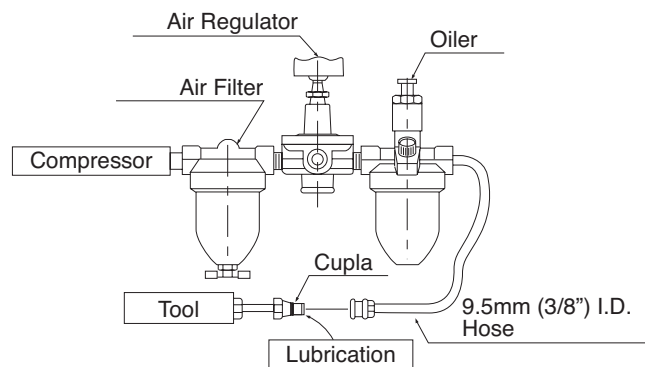 Air Regulator
Oiler
Air Filter
Compressor
Cupla
Tool
9.5mm (3/8”) I.D.
Hose
Lubrication